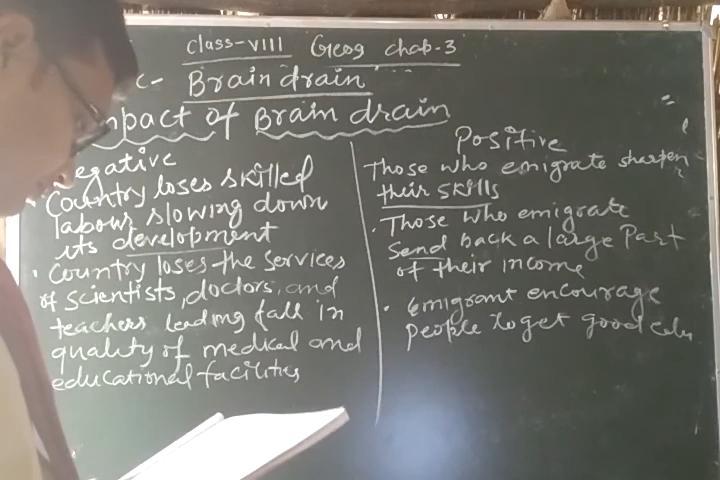 Class-VIII Geog chab-3
c- Brain drain
mpact of Brain drain
egative
Country loses skilled
labour slowing down
its development
• Country loses the services
of scientists, doctors, and
teachers leading fall in
quality of medical and
educational facilities
Positive
Those who emigrate sharpen
their skills
• Those who emigrate
send back a large part
of their income
• emigrant encourage
people to get good edu